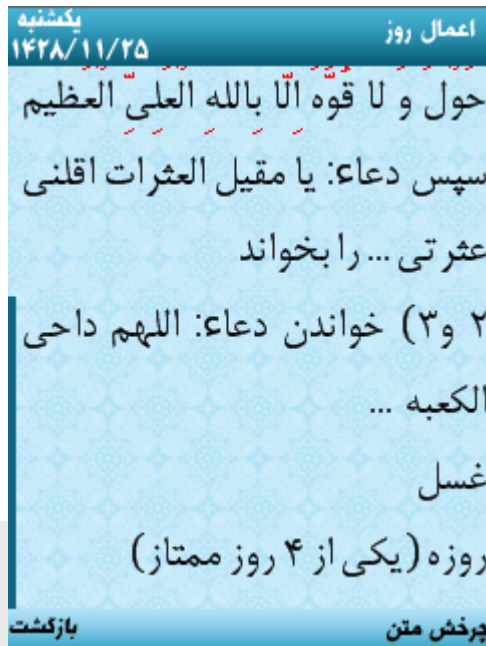 اعمال روز
یکشنبه
۱۴۲۸/۱۱/۲۵
حول و لا قوّه الّا بالله العلیّ العظیم
سپس دعاء: یا مقیل العثرات اقلنی
عثرتی ... را بخواند
۲ و۳) خواندن دعاء: اللهم داحی
الکعبه ...
غسل
روزه (یکی از ۴ روز ممتاز)
چرخش متن
بازگشت